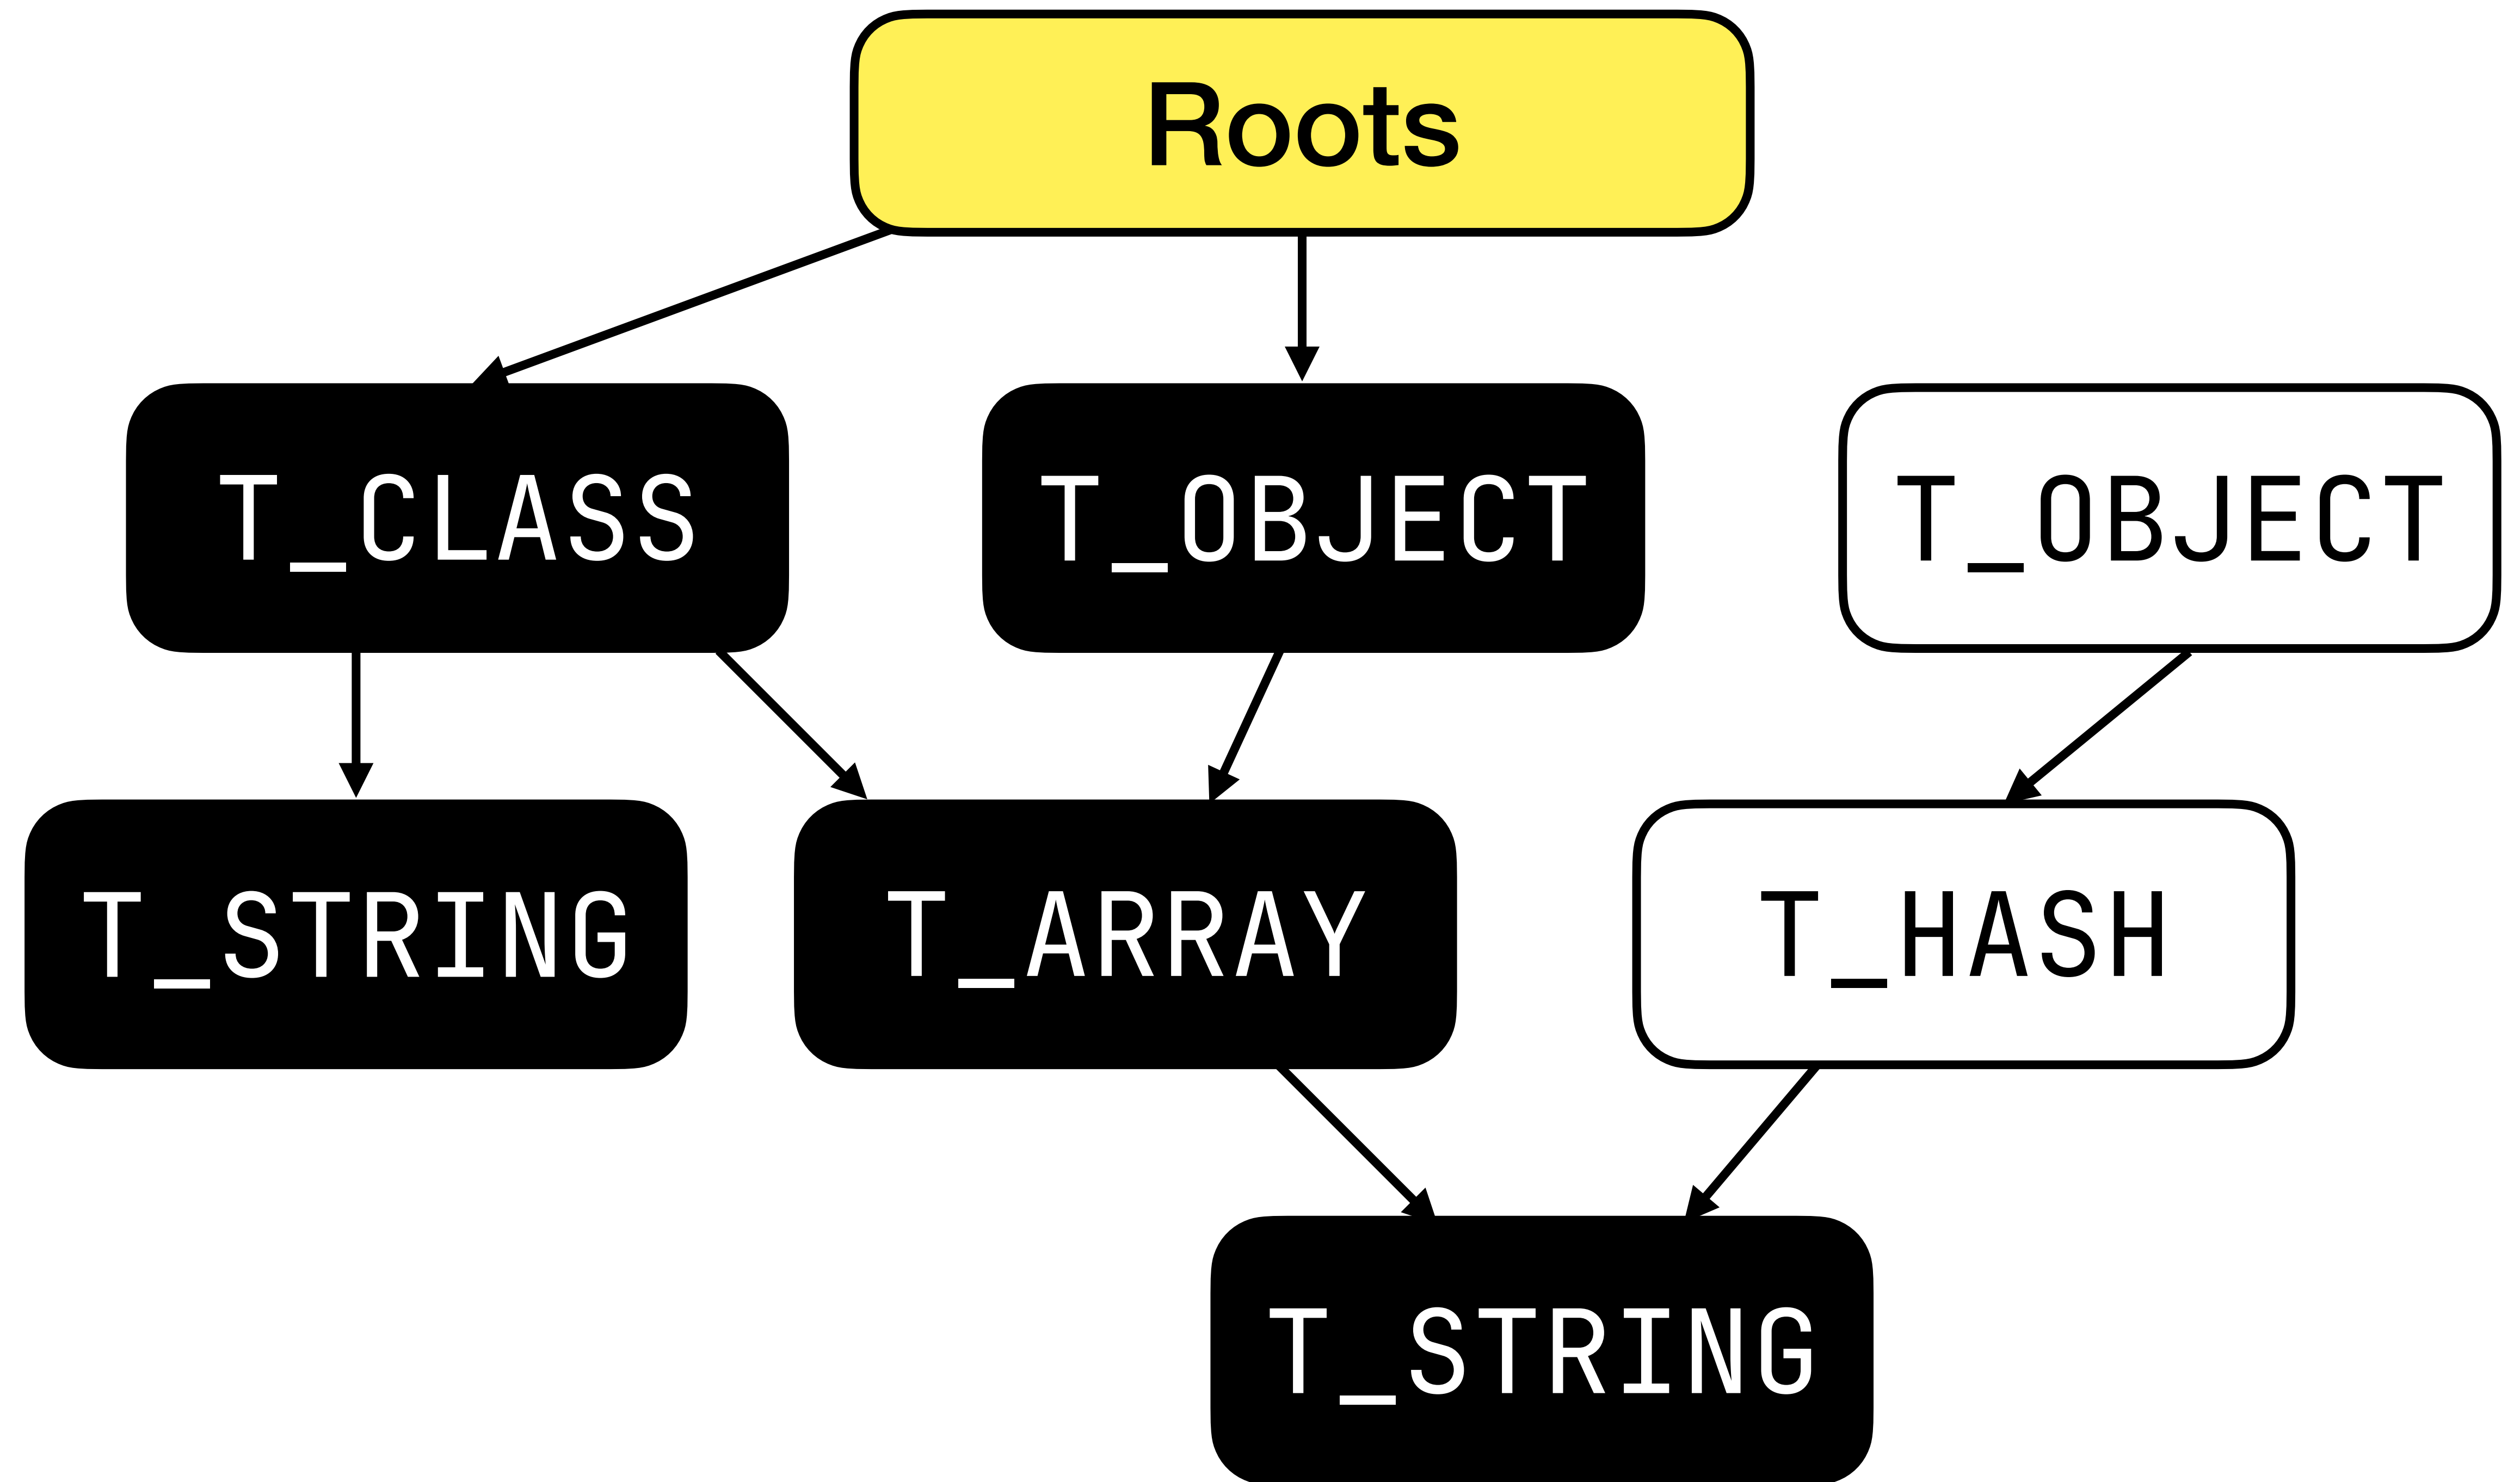 Roots
T_CLASS
T_OBJECT
T_OBJECT
T_STRING
T_ARRAY
T_HASH
T_STRING